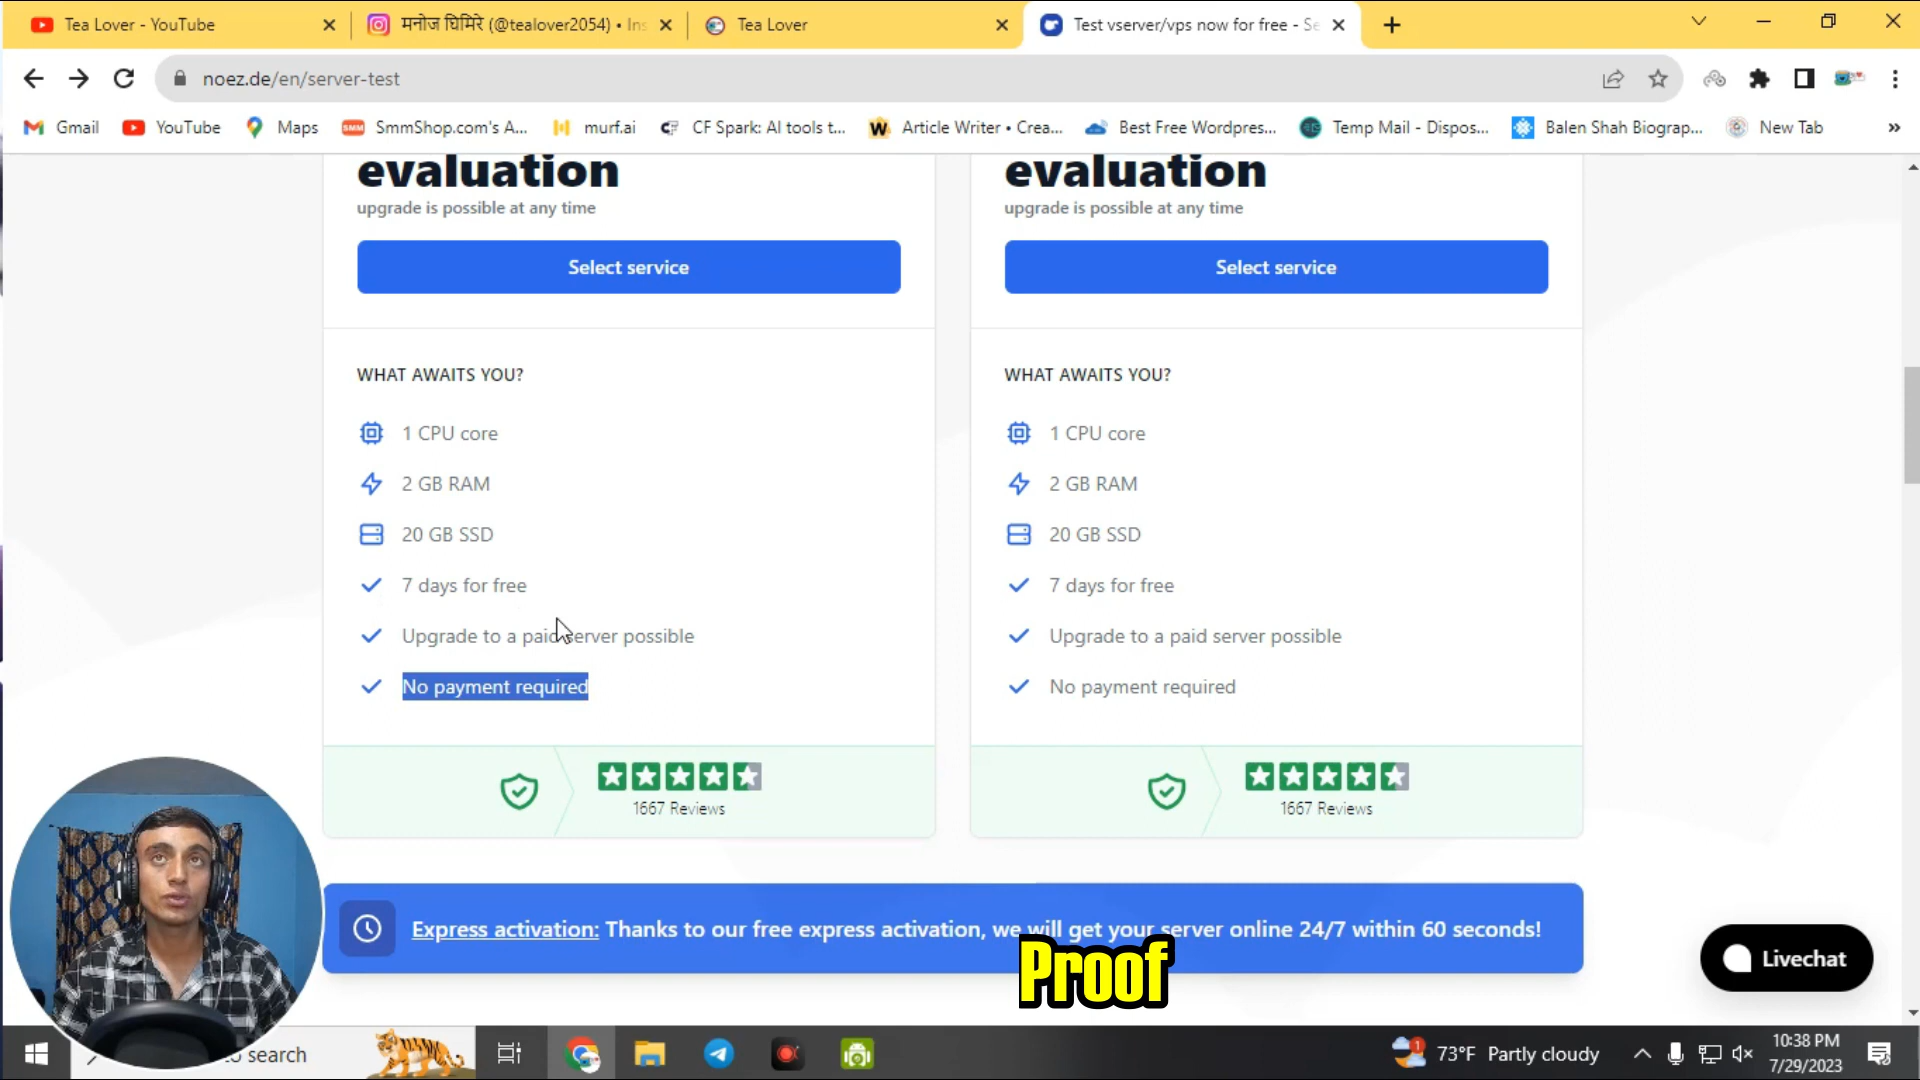 Tea Lover - YouTube
मनोज घिमिरे (@tealover2054) • Ins
Tea Lover
Test vserver/vps now for free - Se
noez.de/en/server-test
Gmail
YouTube
Maps
SMM
SmmShop.com's A...
murf.ai
CF Spark: AI tools t...
Article Writer • Crea...
Best Free Wordpres...
Temp Mail - Dispos...
Balen Shah Biograp...
New Tab
evaluation
upgrade is possible at any time
Select service
WHAT AWAITS YOU?
1 CPU core
2 GB RAM
20 GB SSD
7 days for free
Upgrade to a paid server possible
No payment required
1667 Reviews
evaluation
upgrade is possible at any time
Select service
WHAT AWAITS YOU?
1 CPU core
2 GB RAM
20 GB SSD
7 days for free
Upgrade to a paid server possible
No payment required
1667 Reviews
Express activation: Thanks to our free express activation, we will get your server online 24/7 within 60 seconds!
Proof
Livechat
to search
73°F Partly cloudy
10:38 PM
7/29/2023